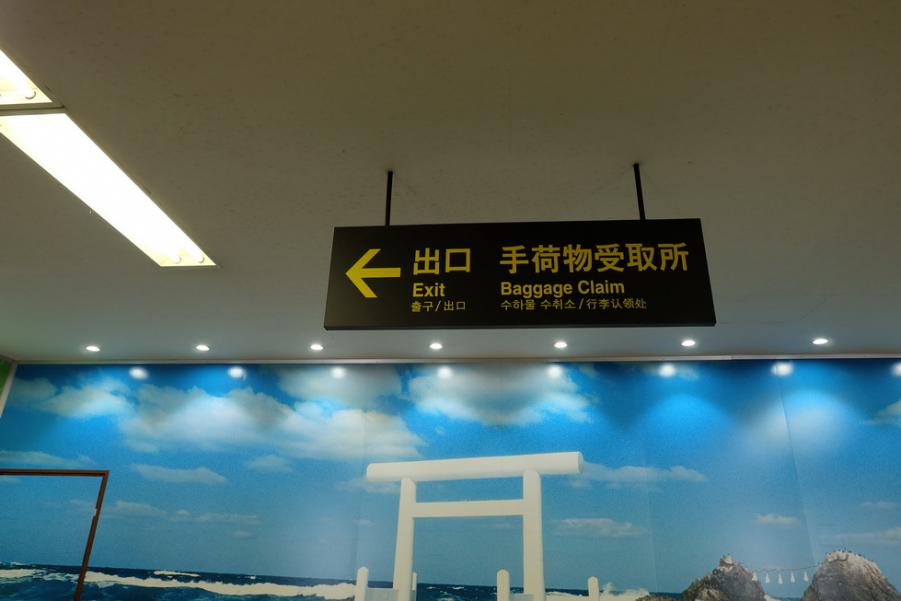 出口 手荷物受取所
Exit Baggage Claim
출구/出口 수하물 수취소/行李认领处